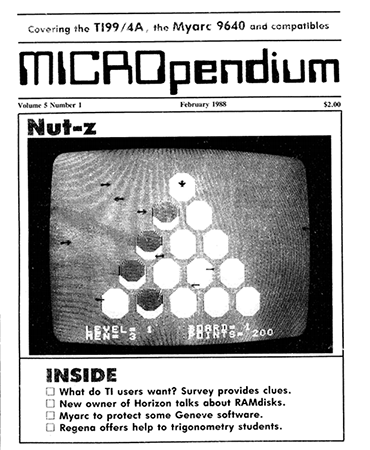 Covering the TI99/4A, the Myarc 9640 and compatibles
MICROpendium
Volume 5 Number 1 February 1988 $2.00
Nut-z
LEVEL= 1 BOARD= 1
MEN= 3 POINTS= 200
INSIDE
What do TI users want? Survey provides clues.
New owner of Horizon talks about RAMdisks.
Myarc to protect some Geneve software.
Regena offers help to trigonometry students.